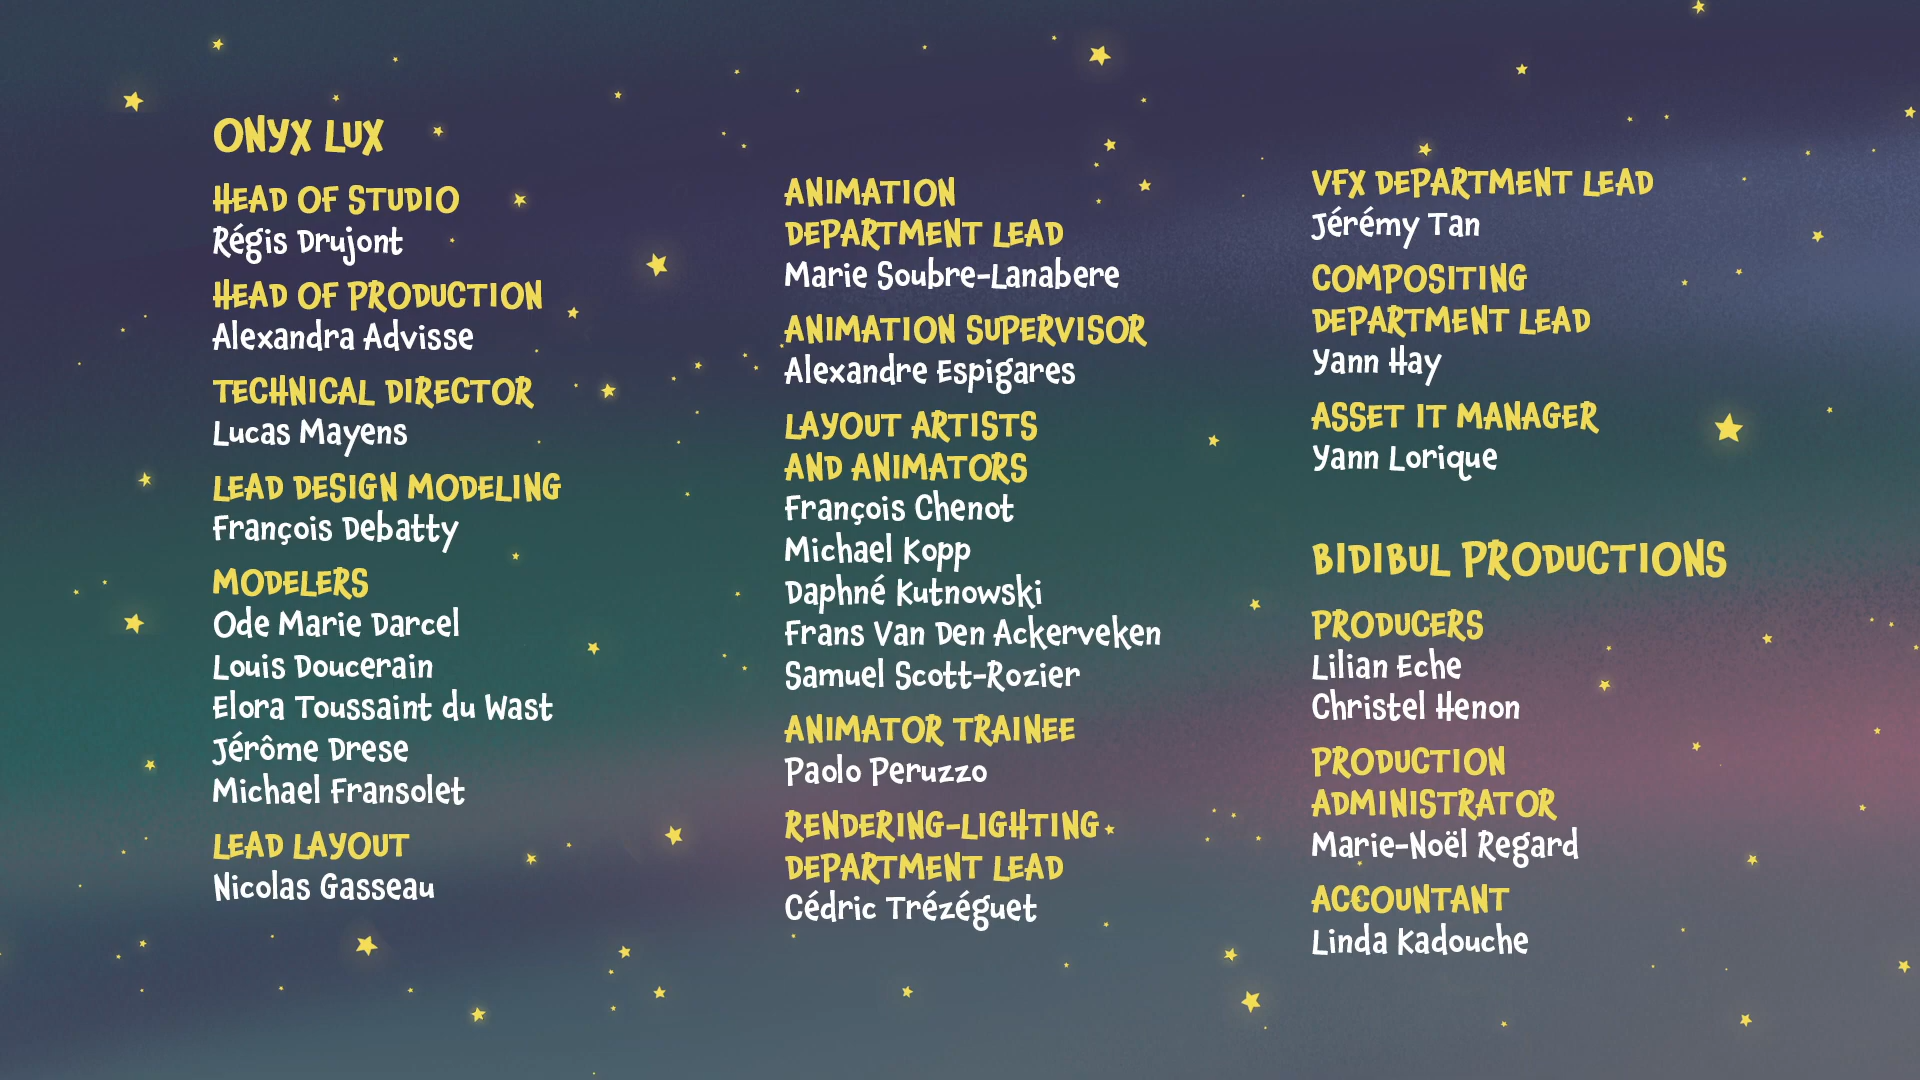 ONYX LUX
HEAD OF STUDIO
Régis Drujont
HEAD OF PRODUCTION
Alexandra Advisse
TECHNICAL DIRECTOR
Lucas Mayens
LEAD DESIGN MODELING
François Debatty
MODELERS
Ode Marie Darcel
Louis Doucerain
Elora Toussaint du Wast
Jérôme Drese
Michael Fransolet
LEAD LAYOUT
Nicolas Gasseau
ANIMATION
DEPARTMENT LEAD
Marie Soubre-Lanabere
ANIMATION SUPERVISOR
Alexandre Espigares
LAYOUT ARTISTS
AND ANIMATORS
François Chenot
Michael Kopp
Daphné Kutnowski
Frans Van Den Ackerveken
Samuel Scott-Rozier
ANIMATOR TRAINEE
Paolo Peruzzo
RENDERING-LIGHTING
DEPARTMENT LEAD
Cédric Trézéguet
VFX DEPARTMENT LEAD
Jérémy Tan
COMPOSITING
DEPARTMENT LEAD
Yann Hay
ASSET IT MANAGER
Yann Lorique
BIDIBUL PRODUCTIONS
PRODUCERS
Lilian Eche
Christel Henon
PRODUCTION
ADMINISTRATOR
Marie-Noël Regard
AC€OUNTANT
Linda Kadouche